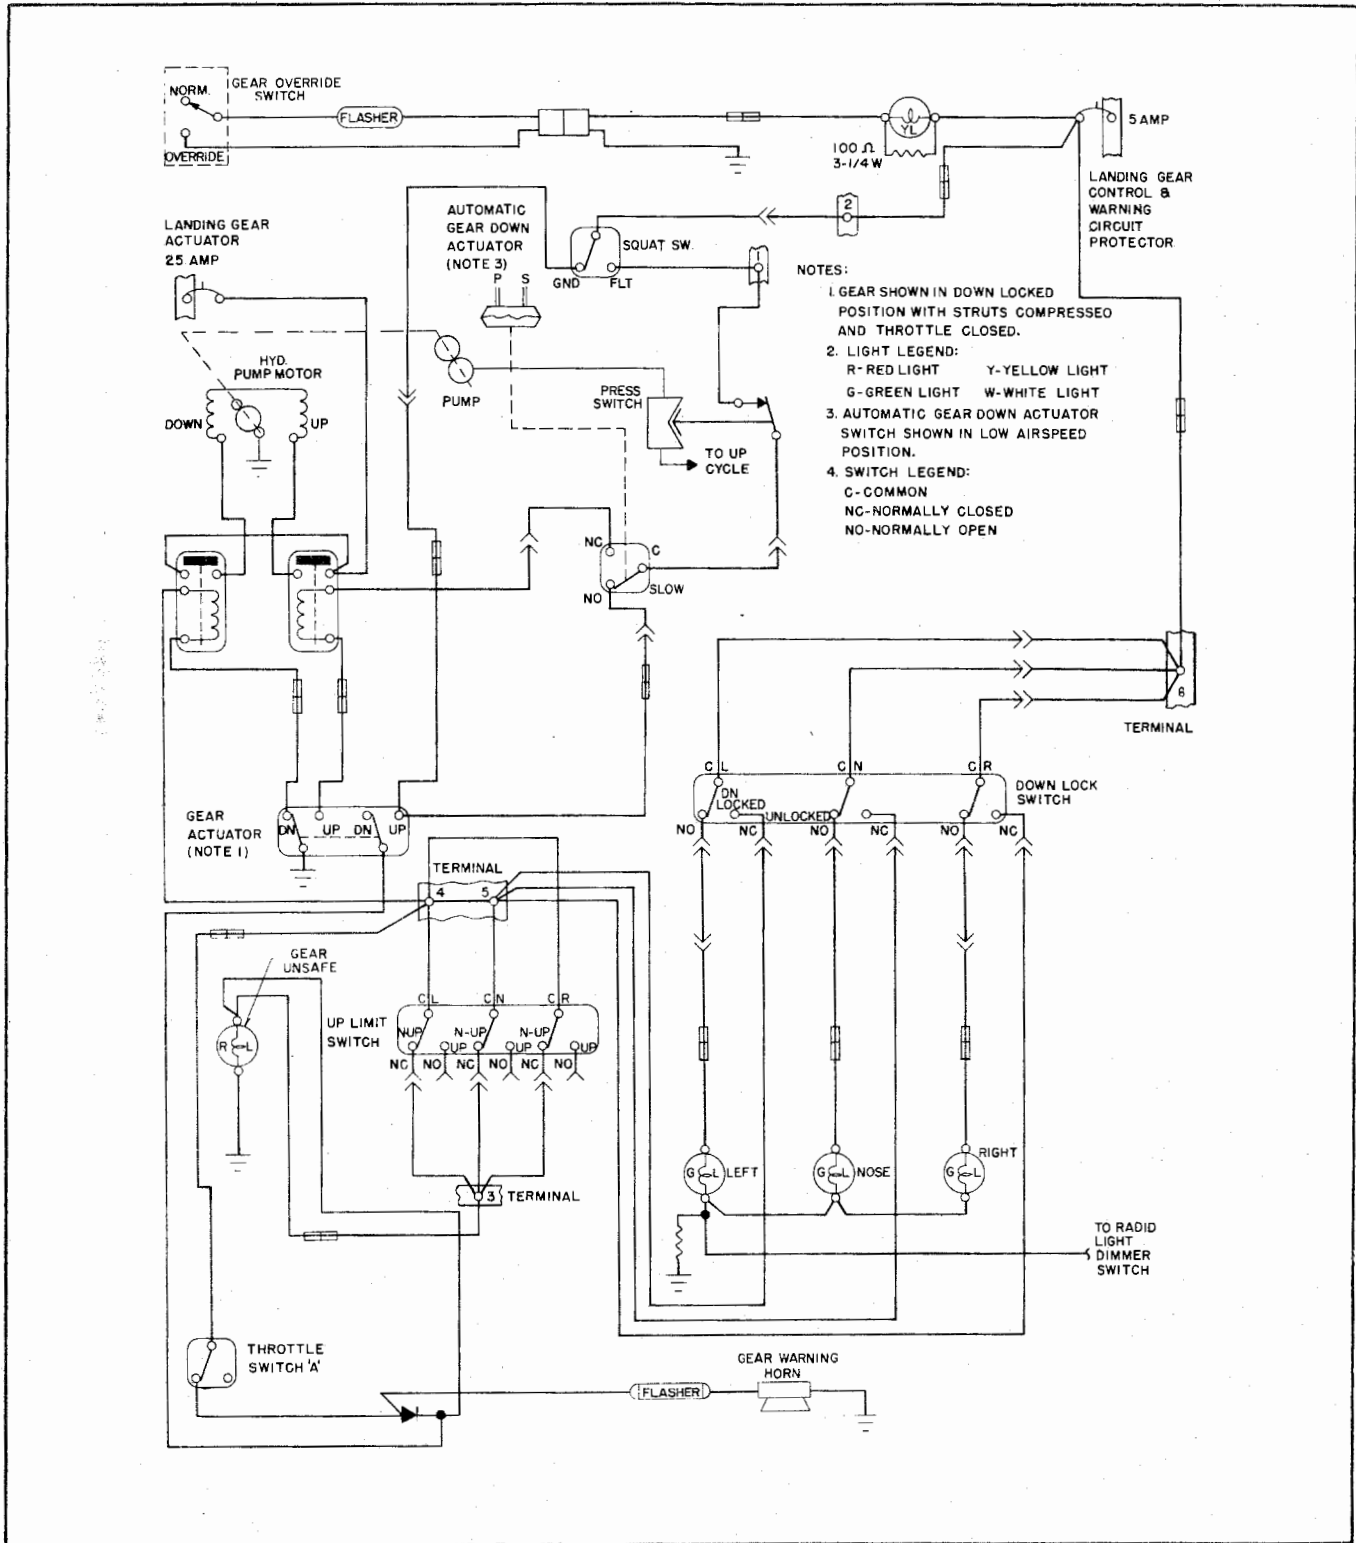 NORM.
GEAR OVERRIDE
SWITCH
OVERRIDE
FLASHER
YL
100 Ω
3-1/4 W
5 AMP
LANDING GEAR
CONTROL &
WARNING
CIRCUIT
PROTECTOR
LANDING GEAR
ACTUATOR
25 AMP
AUTOMATIC
GEAR DOWN
ACTUATOR
(NOTE 3)
P S
2
SQUAT SW.
GND FLT
NOTES:
1. GEAR SHOWN IN DOWN LOCKED
POSITION WITH STRUTS COMPRESSED
AND THROTTLE CLOSED.
2. LIGHT LEGEND:
R-RED LIGHT Y-YELLOW LIGHT
G-GREEN LIGHT W-WHITE LIGHT
3. AUTOMATIC GEAR DOWN ACTUATOR
SWITCH SHOWN IN LOW AIRSPEED
POSITION.
4. SWITCH LEGEND:
C-COMMON
NC-NORMALLY CLOSED
NO-NORMALLY OPEN
HYD.
PUMP MOTOR
DOWN UP
PUMP
PRESS
SWITCH
TO UP
CYCLE
NC
C
SLOW
NO
6
TERMINAL
C L C N C R
DN
LOCKED
UNLOCKED
NO NC NO NC NO NC
DOWN LOCK
SWITCH
GEAR
ACTUATOR
(NOTE 1)
DN UP DN UP
TERMINAL
4 5
GEAR
UNSAFE
R L
UP LIMIT
SWITCH
C L C N C R
N-UP UP N-UP UP N-UP UP
NC NO NC NO NC NO
3 TERMINAL
G L LEFT
G L NOSE
G L RIGHT
TO RADIO
LIGHT
DIMMER
SWITCH
THROTTLE
SWITCH 'A'
FLASHER
GEAR WARNING
HORN